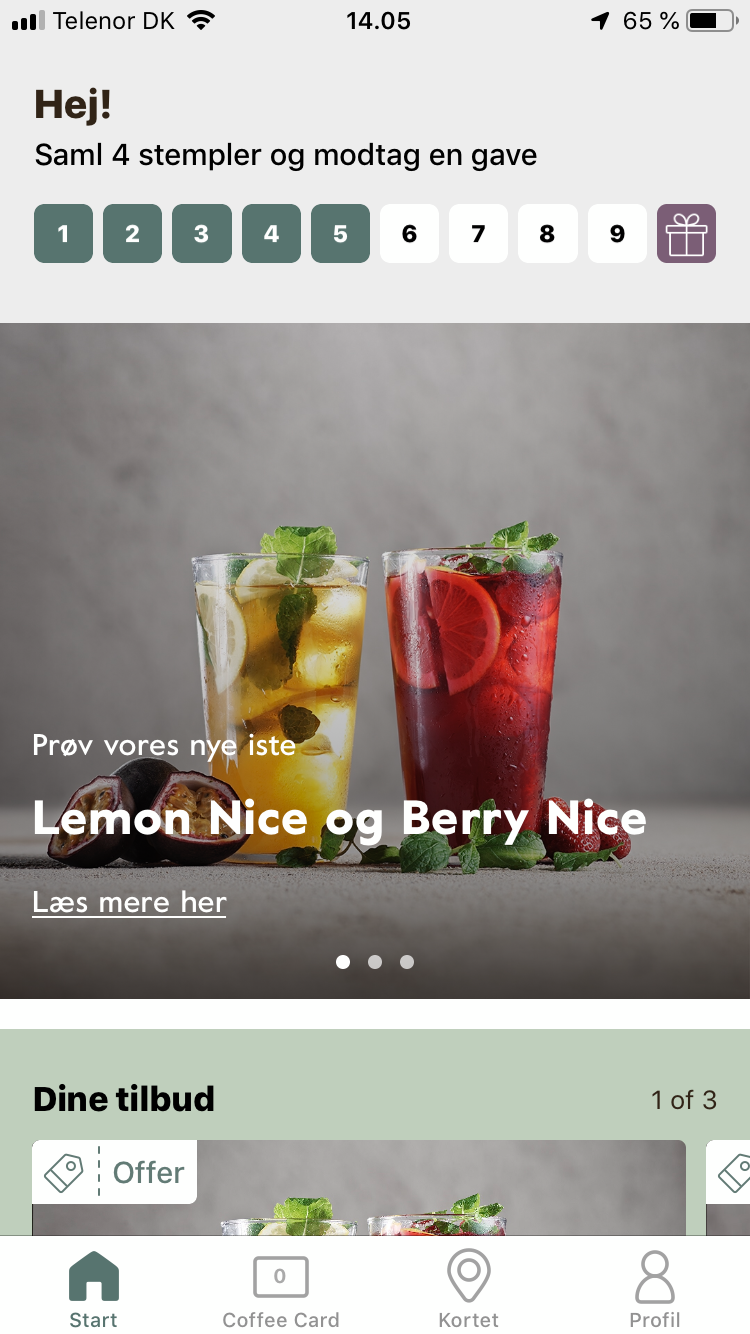 Telenor DK 14.05 65 %
Hej!
Saml 4 stempler og modtag en gave
1 2 3 4 5 6 7 8 9
Prøv vores nye iste
Lemon Nice og Berry Nice
Læs mere her
Dine tilbud 1 of 3
Offer
0
Start Coffee Card Kortet Profil